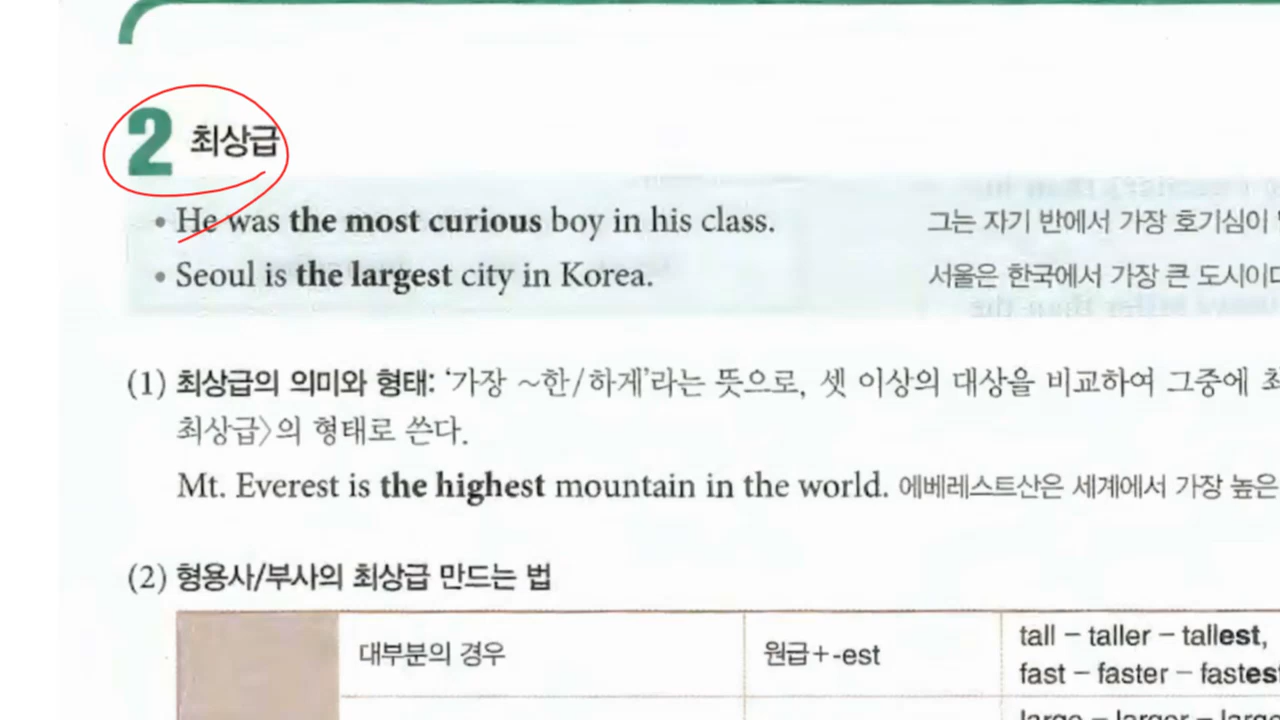 2 최상급
• He was the most curious boy in his class. 그는 자기 반에서 가장 호기심이
• Seoul is the largest city in Korea. 서울은 한국에서 가장 큰 도시이다
(1) 최상급의 의미와 형태: ‘가장 ~한/하게’라는 뜻으로, 셋 이상의 대상을 비교하여 그중에
최상급〉의 형태로 쓴다.
Mt. Everest is the highest mountain in the world. 에베레스트산은 세계에서 가장 높은
(2) 형용사/부사의 최상급 만드는 법
대부분의 경우 원급+-est tall – taller – tallest,
fast – faster – fastest